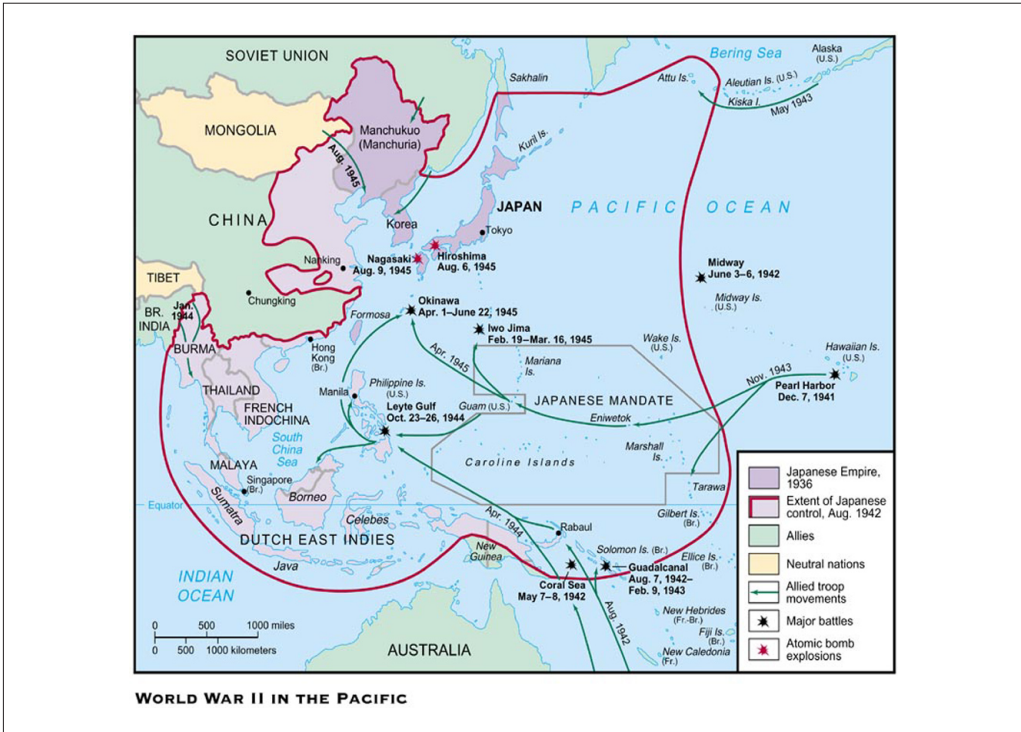 SOVIET UNION
Bering Sea
Alaska
(U.S.)
Sakhalin
Attu Is.
Aleutian Is. (U.S.)
Kiska I.
May 1943
MONGOLIA
Manchukuo
(Manchuria)
Kuril Is.
Aug. 1945
CHINA
JAPAN
PACIFIC OCEAN
Korea
Tokyo
Nanking
Nagasaki
Aug. 9, 1945
Hiroshima
Aug. 6, 1945
Midway
June 3–6, 1942
TIBET
Chungking
Midway Is.
(U.S.)
BR.
INDIA
Jan.
1944
Formosa
Okinawa
Apr. 1–June 22, 1945
Iwo Jima
Feb. 19–Mar. 16, 1945
BURMA
Hong
Kong
(Br.)
Apr. 1945
Mariana
Is.
Wake Is.
(U.S.)
Hawaiian Is.
(U.S.)
Nov. 1943
Pearl Harbor
Dec. 7, 1941
THAILAND
Manila
Philippine Is.
(U.S.)
Guam (U.S.)
JAPANESE MANDATE
Eniwetok
FRENCH
INDOCHINA
Leyte Gulf
Oct. 23–26, 1944
South
China
Sea
Marshall
Is.
MALAYA
Caroline Islands
Singapore
(Br.)
Tarawa
Equator
Sumatra
Borneo
Celebes
Apr. 1944
Rabaul
Gilbert Is.
(Br.)
DUTCH EAST INDIES
New
Guinea
Solomon Is. (Br.)
Ellice Is.
(Br.)
Java
INDIAN
OCEAN
Coral Sea
May 7–8, 1942
Guadalcanal
Aug. 7, 1942–
Feb. 9, 1943
Aug. 1942
New Hebrides
(Fr.-Br.)
Fiji Is.
(Br.)
New Caledonia
(Fr.)
AUSTRALIA
0 500 1000 miles
0 500 1000 kilometers
Japanese Empire,
1936
Extent of Japanese
control, Aug. 1942
Allies
Neutral nations
Allied troop
movements
Major battles
Atomic bomb
explosions
WORLD WAR II IN THE PACIFIC